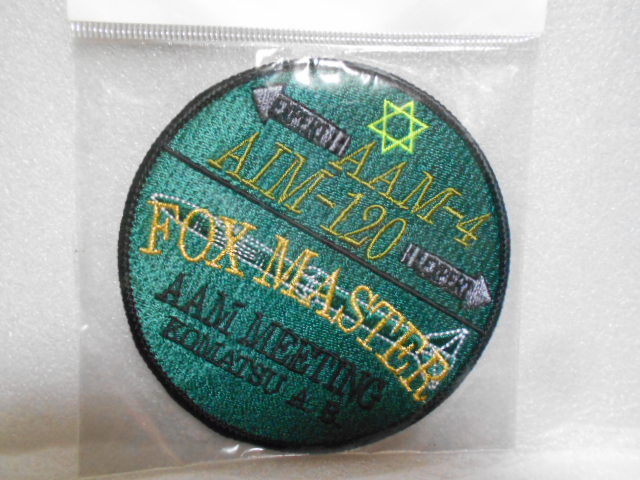 AAM-4
AIM-120
FOX MASTER
AAM MEETING
KOMATSU A. B.